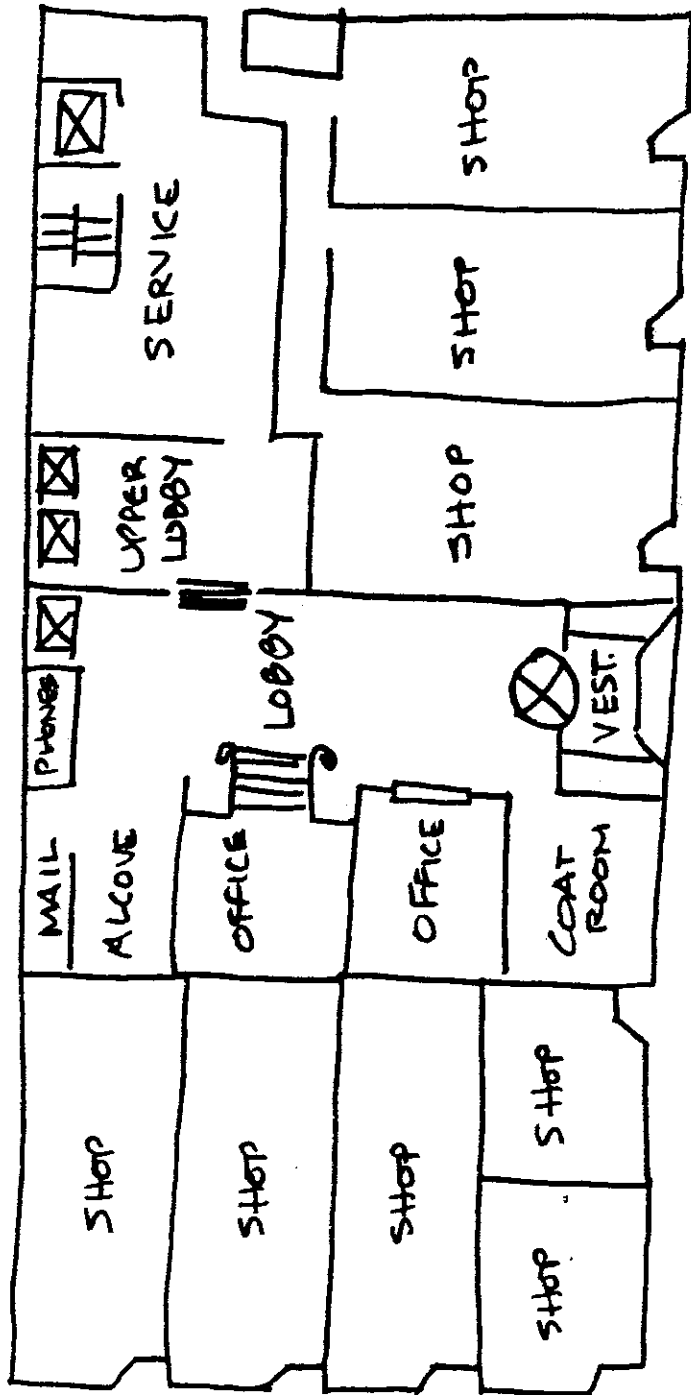 MAIL
PHONES
SHOP
ALCOVE
UPPER
LOBBY
SERVICE
SHOP
OFFICE
LOBBY
SHOP
OFFICE
SHOP
SHOP
SHOP
SHOP
SHOP
COAT
ROOM
VEST.